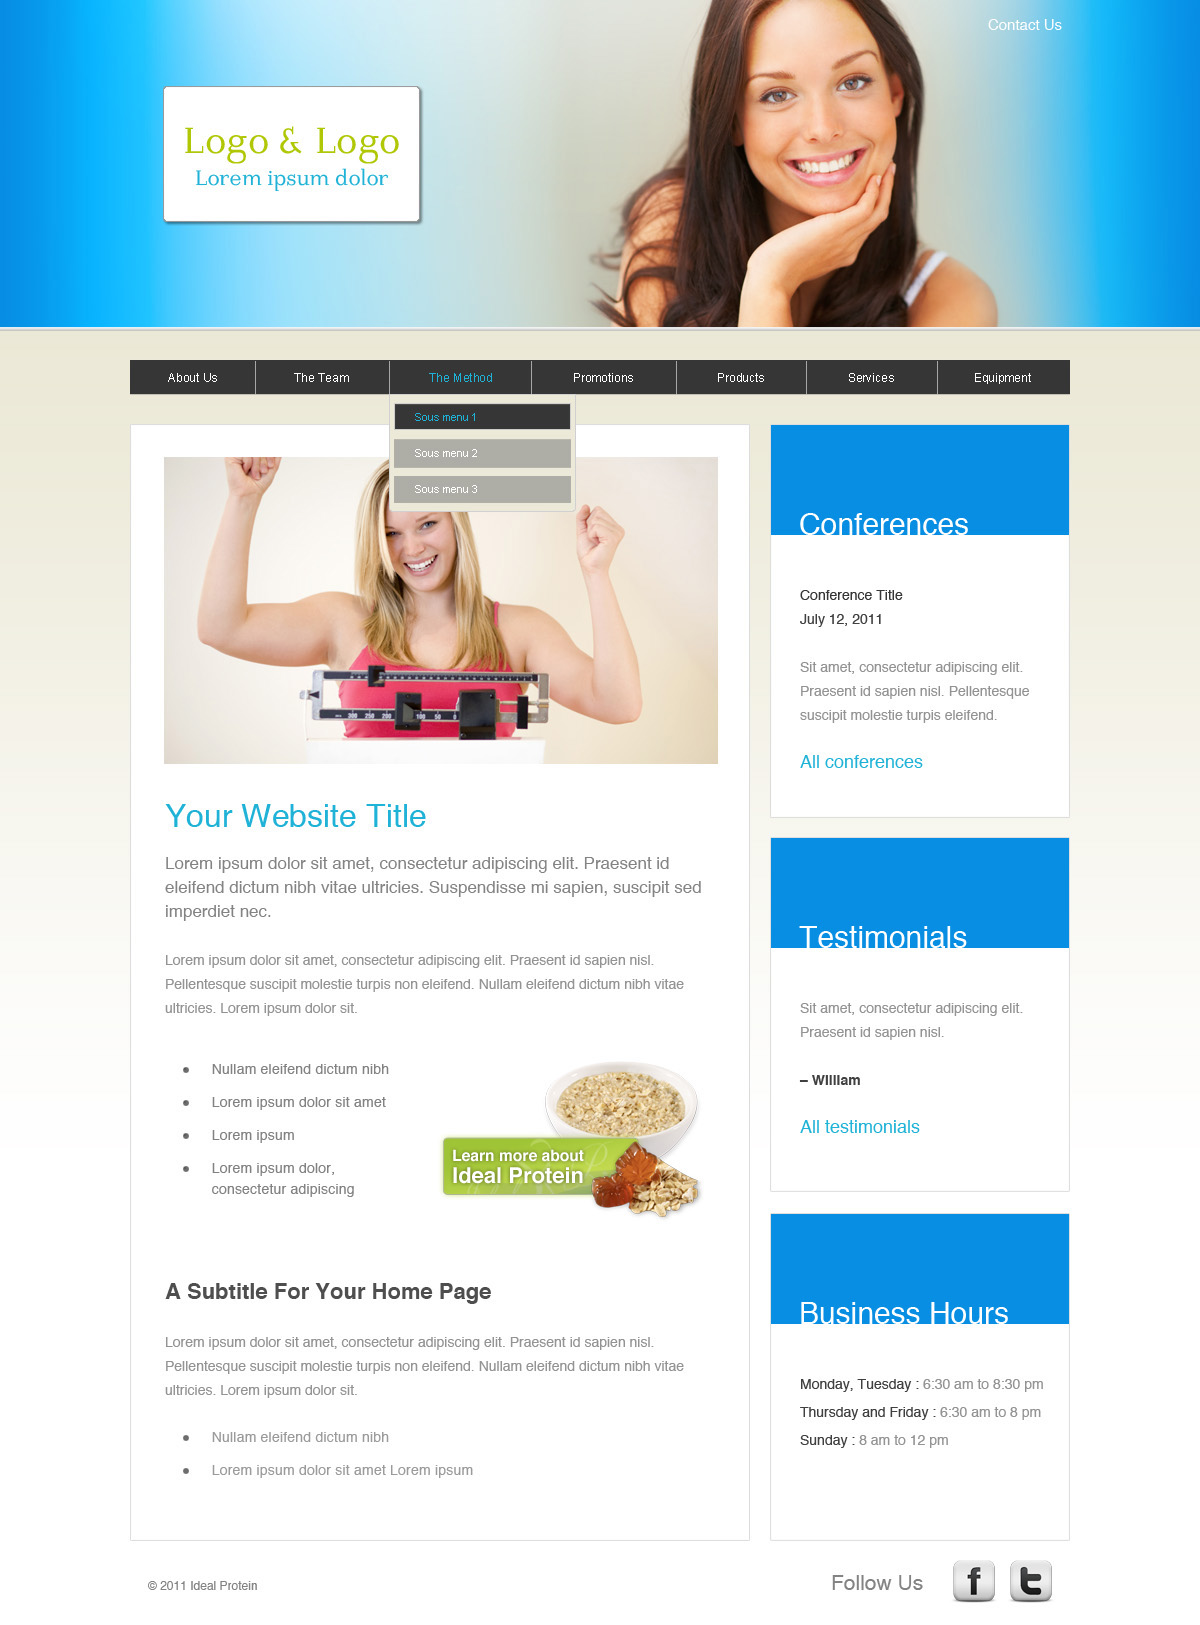 Contact Us
Logo & Logo
Lorem ipsum dolor
About Us
The Team
The Method
Promotions
Products
Services
Equipment
Sous menu 1
Sous menu 2
Sous menu 3
300 250 200 100 50 0
Your Website Title
Lorem ipsum dolor sit amet, consectetur adipiscing elit. Praesent id
eleifend dictum nibh vitae ultricies. Suspendisse mi sapien, suscipit sed
imperdiet nec.
Lorem ipsum dolor sit amet, consectetur adipiscing elit. Praesent id sapien nisl.
Pellentesque suscipit molestie turpis non eleifend. Nullam eleifend dictum nibh vitae
ultricies. Lorem ipsum dolor sit.
• Nullam eleifend dictum nibh
• Lorem ipsum dolor sit amet
• Lorem ipsum
• Lorem ipsum dolor,
consectetur adipiscing
Learn more about
Ideal Protein
A Subtitle For Your Home Page
Lorem ipsum dolor sit amet, consectetur adipiscing elit. Praesent id sapien nisl.
Pellentesque suscipit molestie turpis non eleifend. Nullam eleifend dictum nibh vitae
ultricies. Lorem ipsum dolor sit.
• Nullam eleifend dictum nibh
• Lorem ipsum dolor sit amet Lorem ipsum
Conferences
Conference Title
July 12, 2011
Sit amet, consectetur adipiscing elit.
Praesent id sapien nisl. Pellentesque
suscipit molestie turpis eleifend.
All conferences
Testimonials
Sit amet, consectetur adipiscing elit.
Praesent id sapien nisl.
– William
All testimonials
Business Hours
Monday, Tuesday : 6:30 am to 8:30 pm
Thursday and Friday : 6:30 am to 8 pm
Sunday : 8 am to 12 pm
© 2011 Ideal Protein
Follow Us
f
t